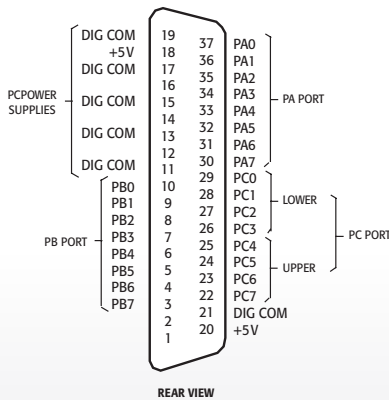 DIG COM 19
+5V 18
DIG COM 17
16
PCPOWER
SUPPLIES
DIG COM 15
14
DIG COM 13
12
DIG COM 11
PB0 10
PB1 9
PB2 8
PB PORT
PB3 7
PB4 6
PB5 5
PB6 4
PB7 3
2
1
37 PA0
36 PA1
35 PA2
34 PA3
PA PORT
33 PA4
32 PA5
31 PA6
30 PA7
29 PC0
28 PC1
LOWER
27 PC2
26 PC3
PC PORT
25 PC4
24 PC5
UPPER
23 PC6
22 PC7
21 DIG COM
20 +5V
REAR VIEW